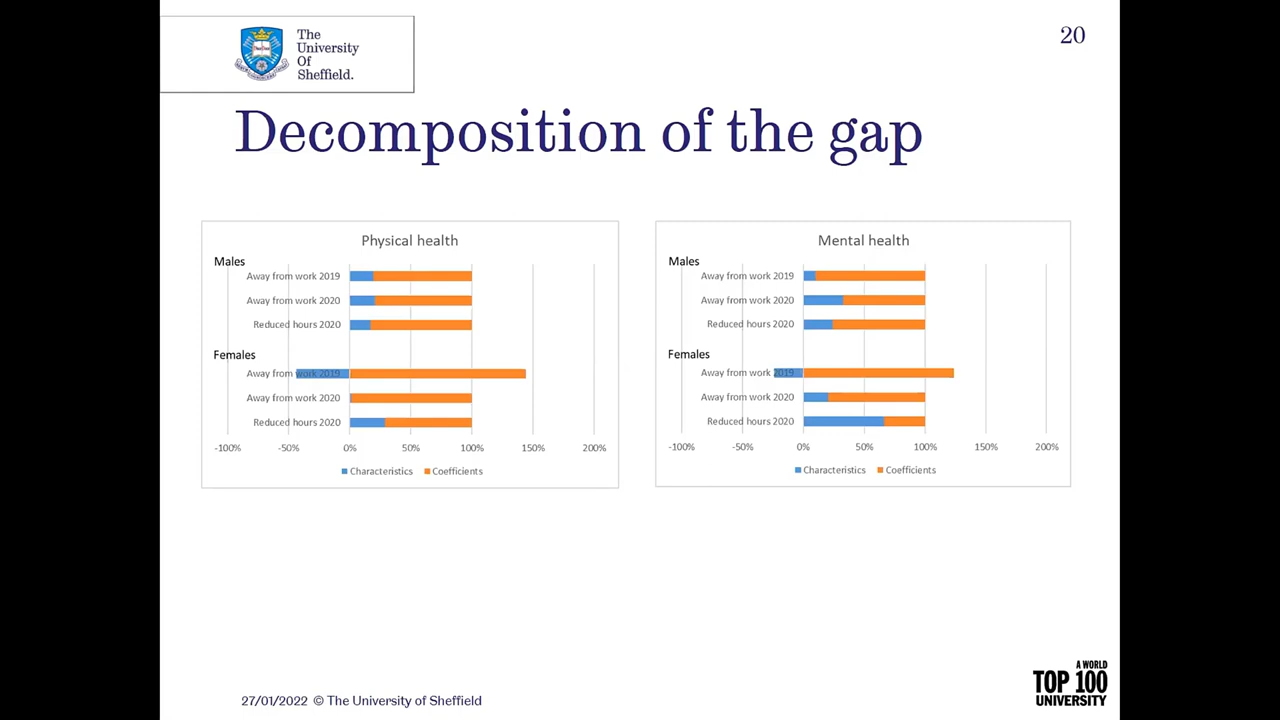 The
University
Of
Sheffield.
20
Decomposition of the gap
Physical health
Males
Away from work 2019
Away from work 2020
Reduced hours 2020
Females
Away from work 2019
Away from work 2020
Reduced hours 2020
-100% -50% 0% 50% 100% 150% 200%
Characteristics Coefficients
Mental health
Males
Away from work 2019
Away from work 2020
Reduced hours 2020
Females
Away from work 2019
Away from work 2020
Reduced hours 2020
-100% -50% 0% 50% 100% 150% 200%
Characteristics Coefficients
27/01/2022 © The University of Sheffield
A WORLD
TOP 100
UNIVERSITY